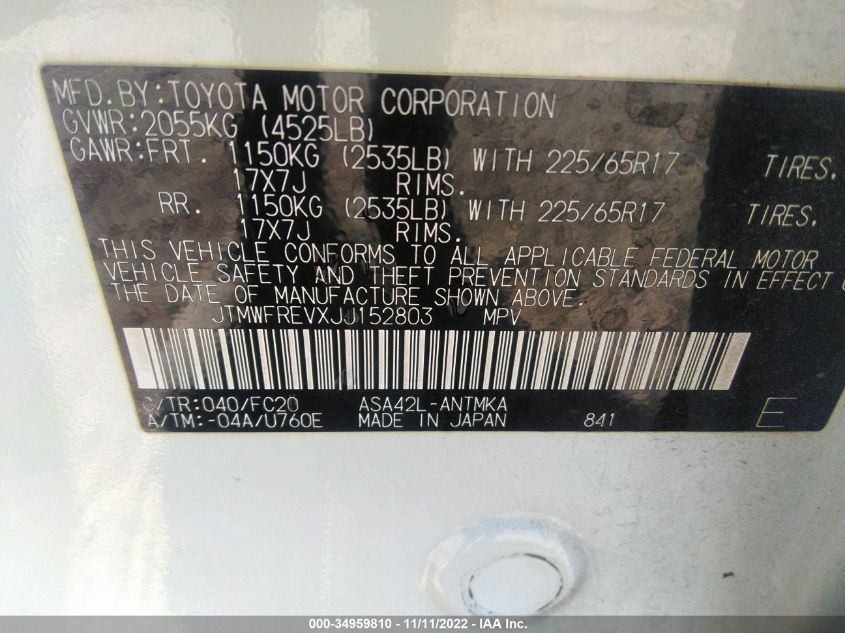 MFD.BY:TOYOTA MOTOR CORPORATION
GVWR:2055KG (4525LB)
GAWR:FRT. 1150KG (2535LB) WITH 225/65R17 TIRES.
17X7J RIMS.
RR. 1150KG (2535LB) WITH 225/65R17 TIRES.
17X7J RIMS.
THIS VEHICLE CONFORMS TO ALL APPLICABLE FEDERAL MOTOR
VEHICLE SAFETY AND THEFT PREVENTION STANDARDS IN EFFECT
THE DATE OF MANUFACTURE SHOWN ABOVE.
JTMWFREVXJJ152803 MPV
C/TR:040/FC20 ASA42L-ANTMKA
A/TM:-04A/U760E MADE IN JAPAN 841 E
000-34959810 - 11/11/2022 - IAA Inc.